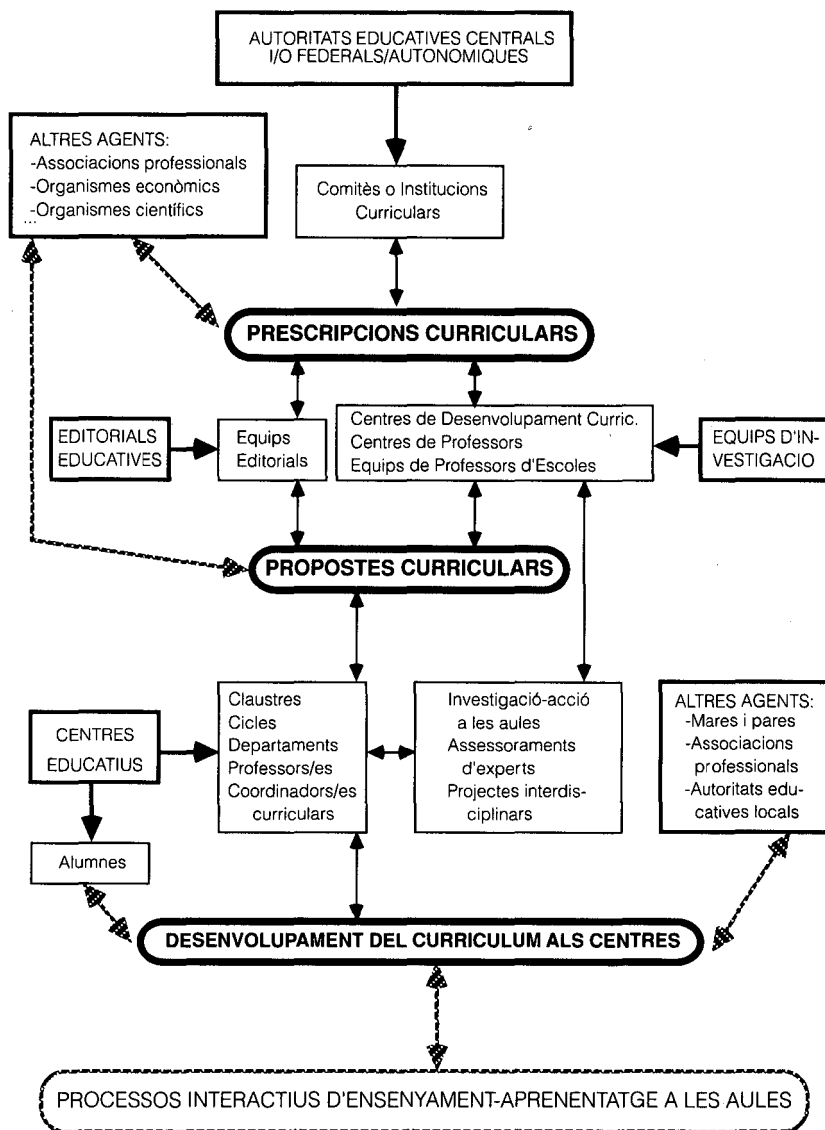 AUTORITATS EDUCATIVES CENTRALS
I/O FEDERALS/AUTONOMIQUES
ALTRES AGENTS:
-Associacions professionals
-Organismes econòmics
-Organismes científics
...
Comitès o Institucions
Curriculars
PRESCRIPCIONS CURRICULARS
EDITORIALS
EDUCATIVES
Equips
Editorials
Centres de Desenvolupament Curric.
Centres de Professors
Equips de Professors d'Escoles
EQUIPS D'IN-
VESTIGACIO
PROPOSTES CURRICULARS
CENTRES
EDUCATIUS
Claustres
Cicles
Departaments
Professors/es
Coordinadors/es
curriculars
Investigació-acció
a les aules
Assessoraments
d'experts
Projectes interdis-
ciplinars
ALTRES AGENTS:
-Mares i pares
-Associacions
professionals
-Autoritats edu-
catives locals
Alumnes
DESENVOLUPAMENT DEL CURRICULUM ALS CENTRES
PROCESSOS INTERACTIUS D'ENSENYAMENT-APRENENTATGE A LES AULES